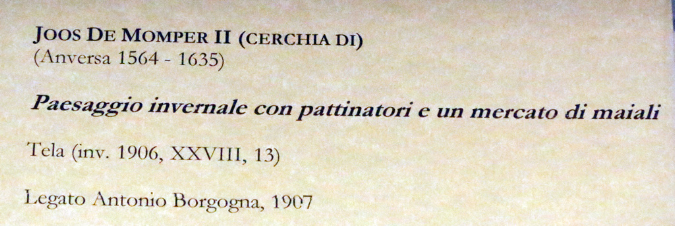 JOOS DE MOMPER II (CERCHIA DI)
(Anversa 1564 - 1635)
Paesaggio invernale con pattinatori e un mercato di maiali
Tela (inv. 1906, XXVIII, 13)
Legato Antonio Borgogna, 1907